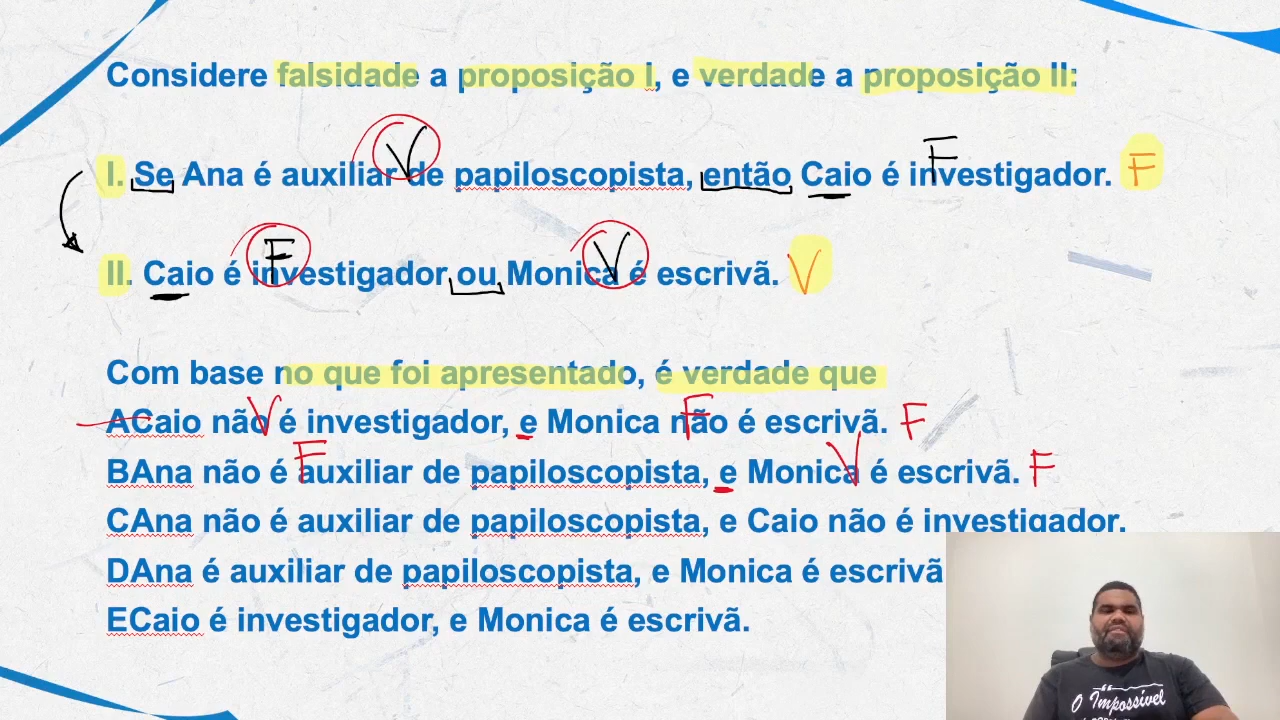 Considere falsidade a proposição I, e verdade a proposição II:
V F
I. Se Ana é auxiliar de papiloscopista, então Caio é investigador. F
F V
II. Caio é investigador ou Monica é escrivã. V
Com base no que foi apresentado, é verdade que
V F
ACaio não é investigador, e Monica não é escrivã. F
F V
BAna não é auxiliar de papiloscopista, e Monica é escrivã. F
CAna não é auxiliar de papiloscopista, e Caio não é investigador.
DAna é auxiliar de papiloscopista, e Monica é escrivã
ECaio é investigador, e Monica é escrivã.
O Impossível